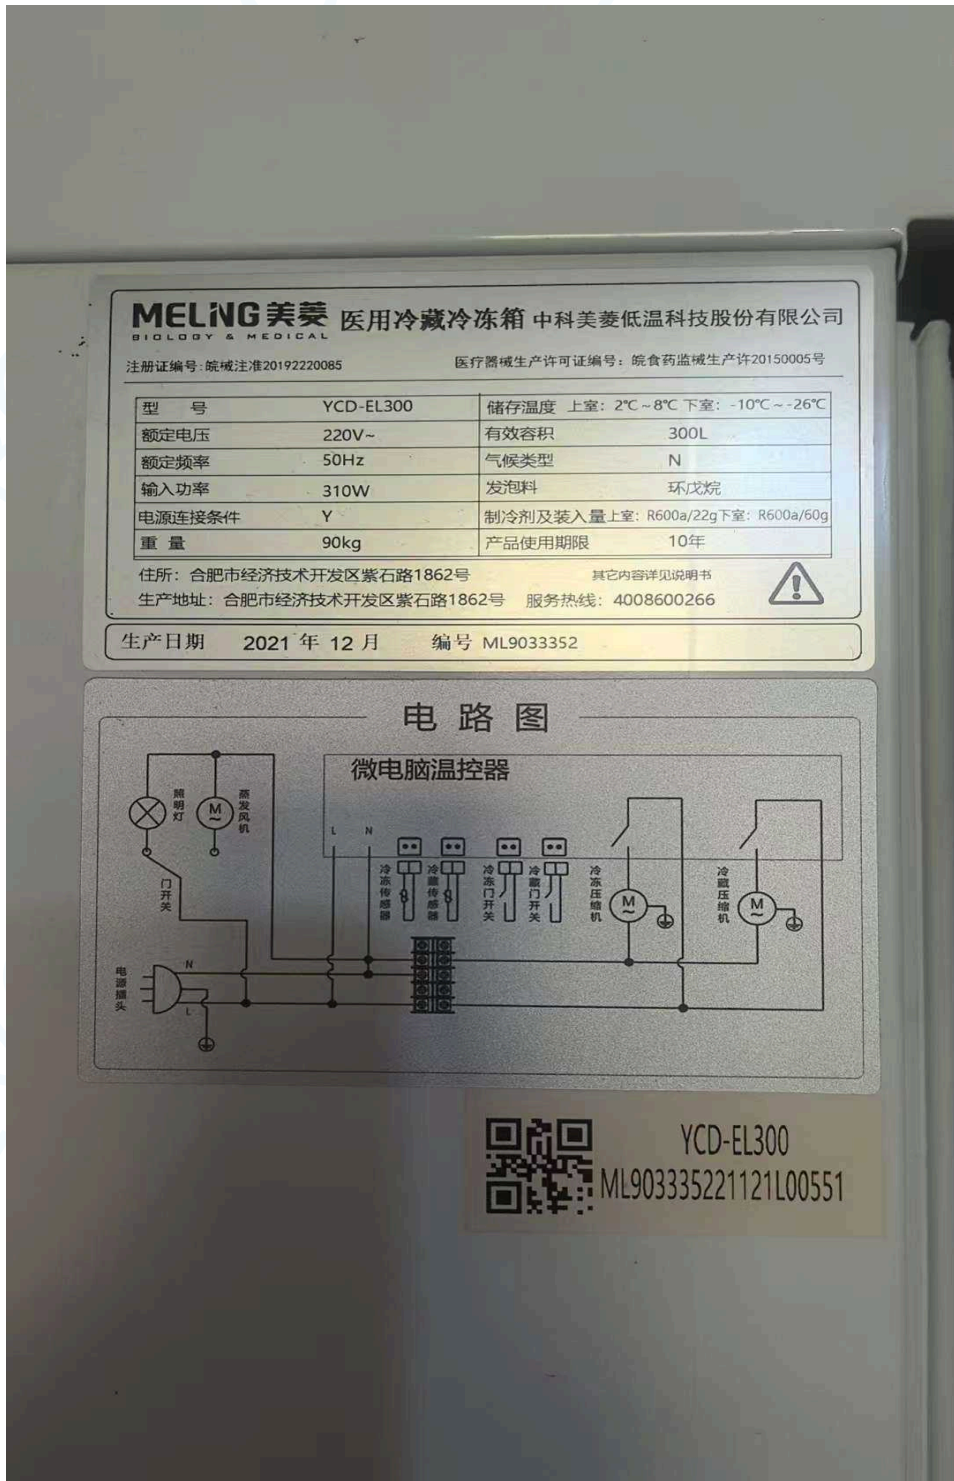 MELING美菱 医用冷藏冷冻箱 中科美菱低温科技股份有限公司
BIOLOGY & MEDICAL
注册证编号:皖械注准20192220085 医疗器械生产许可证编号：皖食药监械生产许20150005号
型 号 YCD-EL300 储存温度 上室：2℃~8℃ 下室：-10℃~-26℃
额定电压 220V~ 有效容积 300L
额定频率 50Hz 气候类型 N
输入功率 310W 发泡料 环戊烷
电源连接条件 Y 制冷剂及装入量 上室：R600a/22g下室：R600a/60g
重 量 90kg 产品使用期限 10年
住所：合肥市经济技术开发区紫石路1862号 其它内容详见说明书
生产地址：合肥市经济技术开发区紫石路1862号 服务热线：4008600266
生产日期 2021 年 12 月 编号 ML9033352
电路图
微电脑温控器
照明灯
M~
蒸发风机
L
N
门开关
冷冻传感器
冷藏传感器
冷冻门开关
冷藏门开关
冷冻压缩机
M~
冷藏压缩机
M~
电源插头
N
L
YCD-EL300
ML903335221121L00551